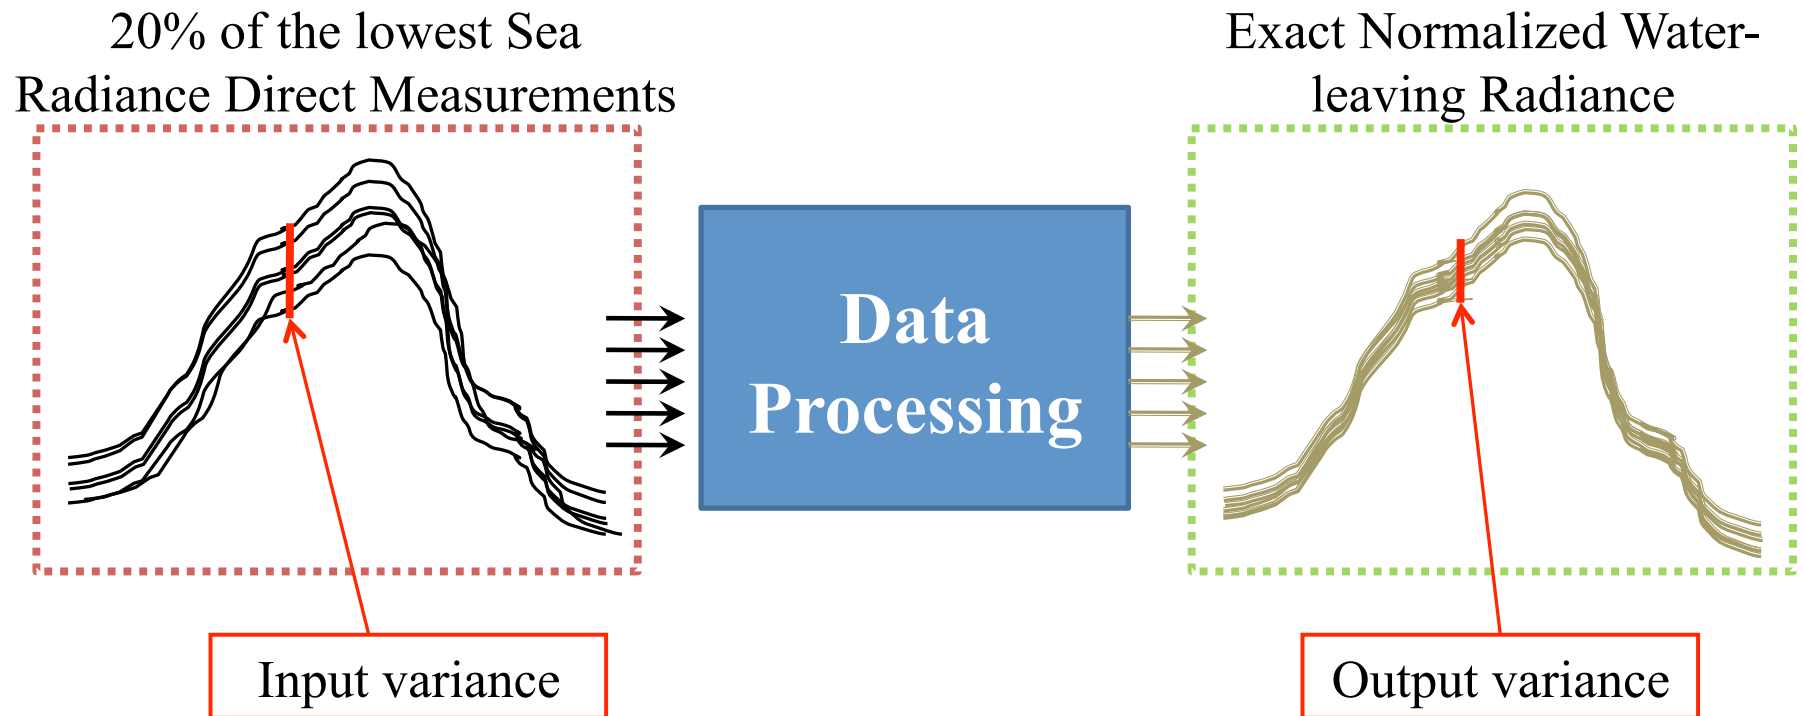 20% of the lowest Sea
Radiance Direct Measurements
Exact Normalized Water-
leaving Radiance
Data
Processing
Input variance
Output variance